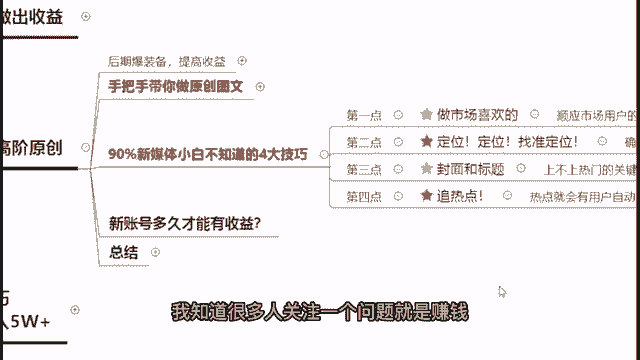 做出收益
后期爆装备，提高收益
手把手带你做原创图文
高阶原创
90%新媒体小白不知道的4大技巧
第一点 做市场喜欢的 顺应市场用户的
第二点 定位！定位！找准定位！ 确
第三点 封面和标题 上不上热门的关键
第四点 追热点！ 热点就会有用户自动
新账号多久才能有收益？
总结
入5W+
我知道很多人关注一个问题就是赚钱